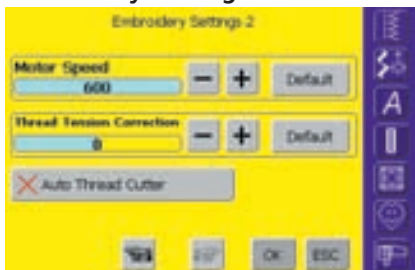 Embroidery Settings 2
Motor Speed
600
- + Default
Thread Tension Correction
0
- + Default
Auto Thread Cutter
OK ESC
A